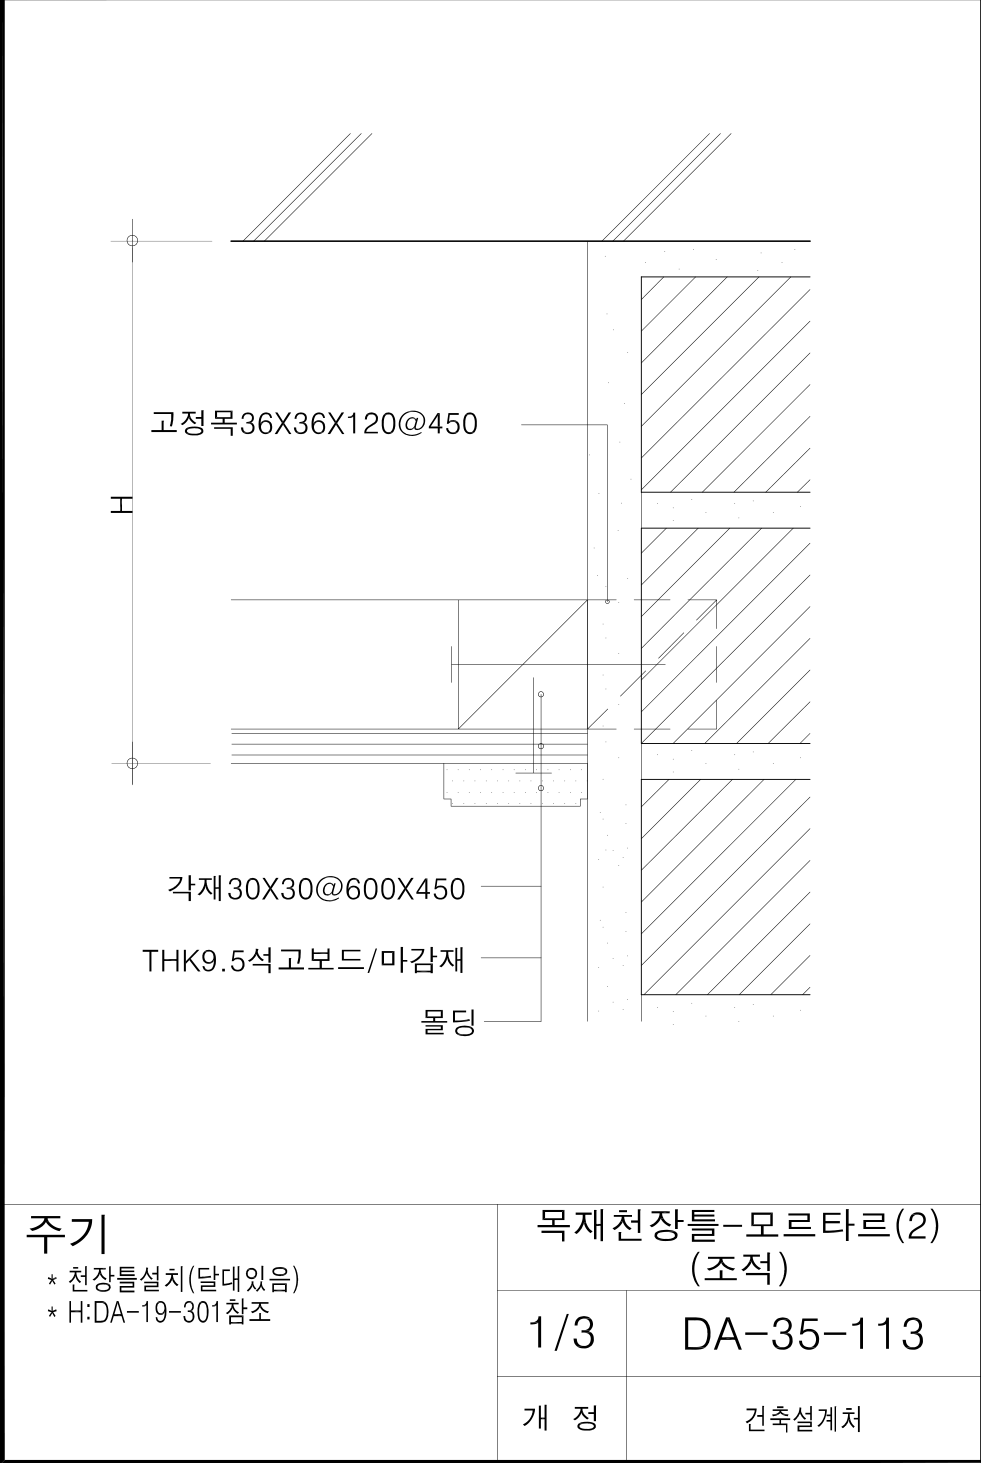 고정목36X36X120@450
H
각재30X30@600X450
THK9.5석고보드/마감재
몰딩
주기
* 천장틀설치(달대있음)
* H:DA-19-301참조
목재천장틀-모르타르(2)
(조적)
1/3
DA-35-113
개 정
건축설계처